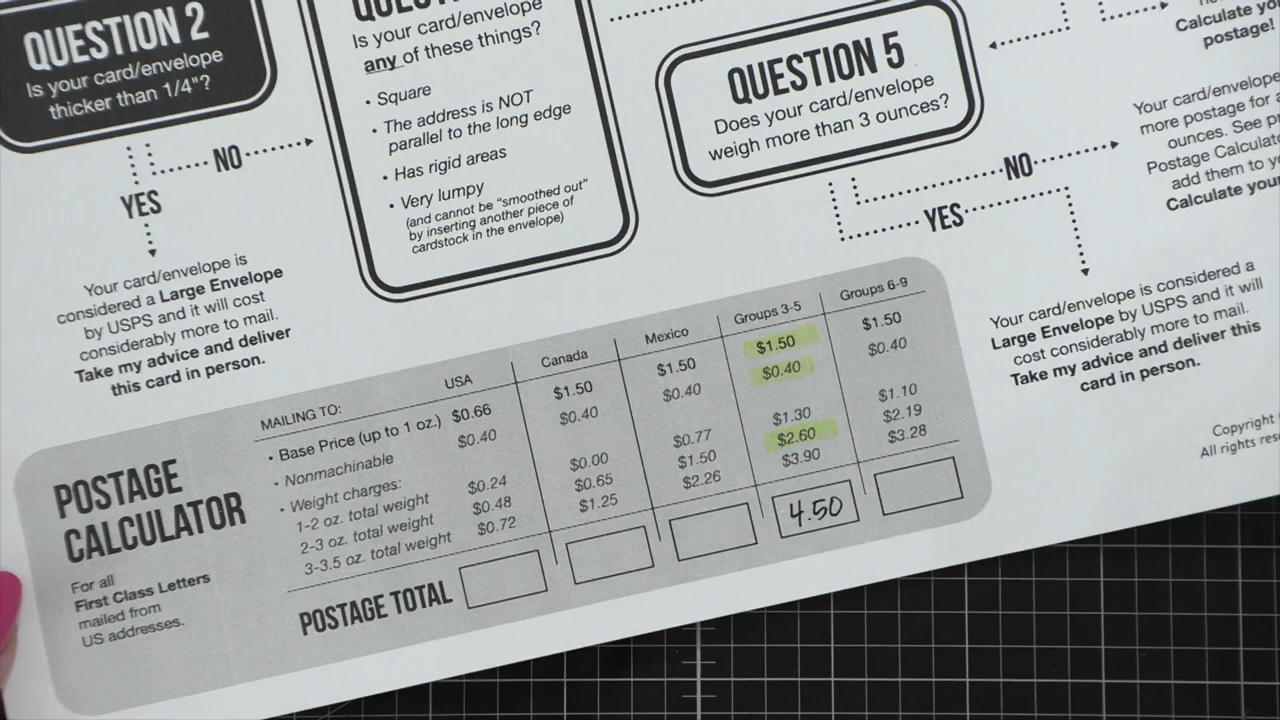 QUESTION 2
Is your card/envelope
thicker than 1/4"?
NO
YES
Your card/envelope is
considered a Large Envelope
by USPS and it will cost
considerably more to mail.
Take my advice and deliver
this card in person.
Is your card/envelope
any of these things?
• Square
• The address is NOT
parallel to the long edge
• Has rigid areas
• Very lumpy
(and cannot be “smoothed out”
by inserting another piece of
cardstock in the envelope)
QUESTION 5
Does your card/envelope
weigh more than 3 ounces?
NO
YES
Calculate
postage!
Your card/envelope
more postage for
ounces. See
Postage
add them to
Calculate your
Your card/envelope is considered a
Large Envelope by USPS and it will
cost considerably more to mail.
Take my advice and deliver this
card in person.
Copyright
All rights
POSTAGE
CALCULATOR
For all
First Class Letters
mailed from
US addresses.
MAILING TO: USA Canada Mexico Groups 3-5 Groups 6-9
• Base Price (up to 1 oz.) $0.66 $1.50 $1.50 $1.50 $1.50
• Nonmachinable $0.40 $0.40 $0.40 $0.40 $0.40
• Weight charges:
1-2 oz. total weight $0.24 $0.00 $0.77 $1.30 $1.10
2-3 oz. total weight $0.48 $0.65 $1.50 $2.60 $2.19
3-3.5 oz. total weight $0.72 $1.25 $2.26 $3.90 $3.28
POSTAGE TOTAL 4.50